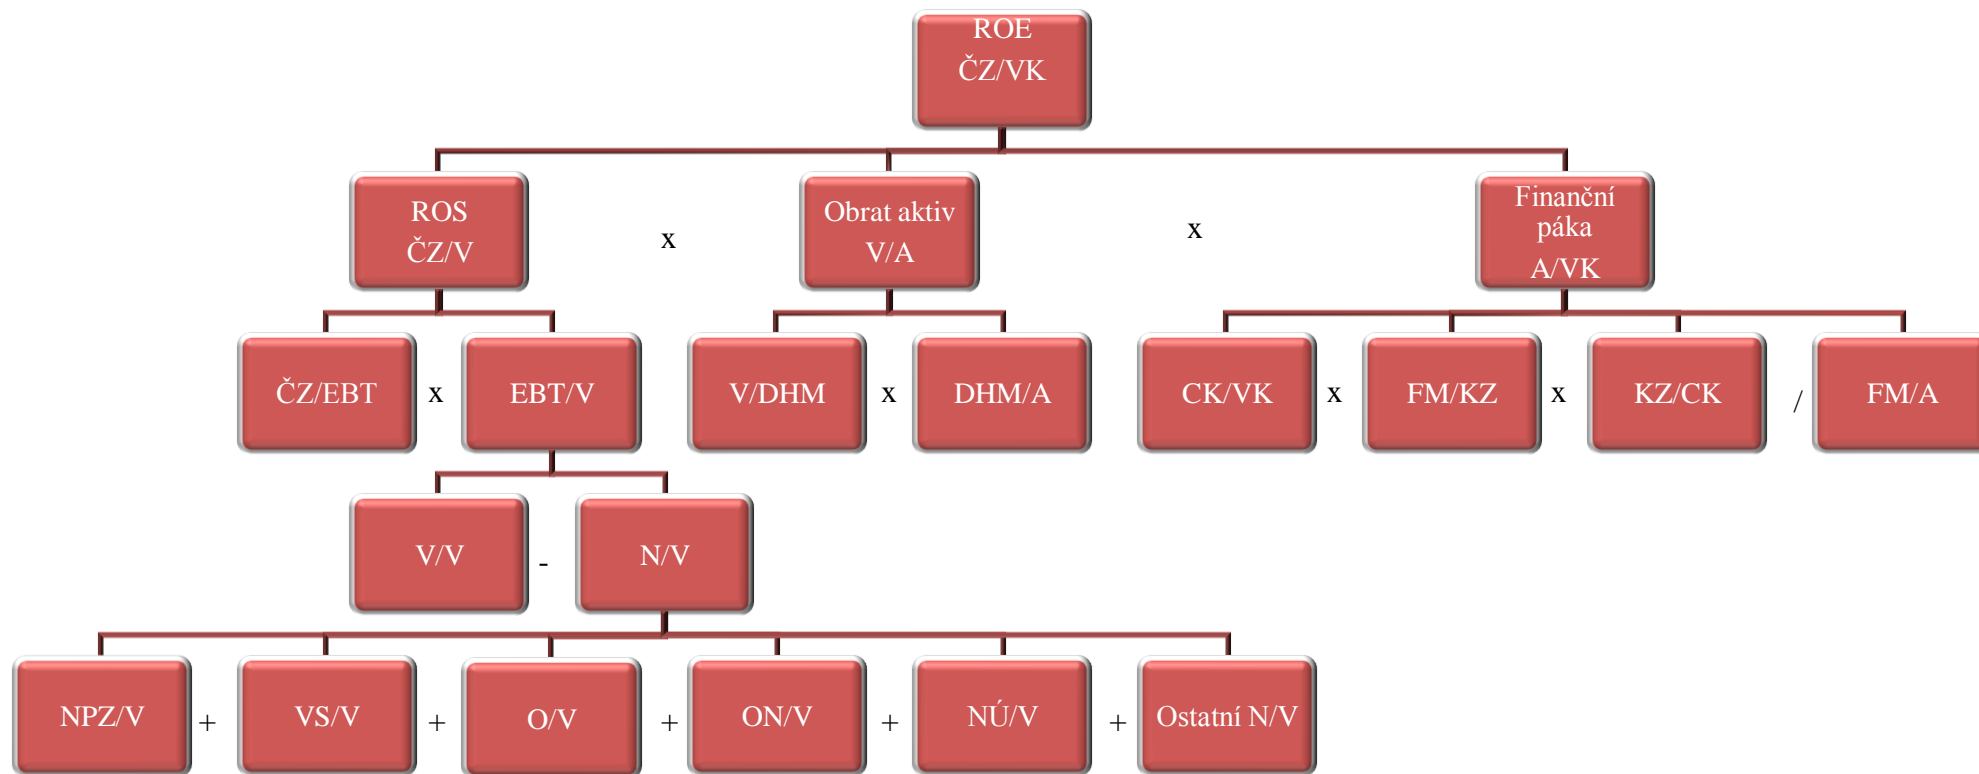 ROE
ČZ/VK
ROS
ČZ/V
x
Obrat aktiv
V/A
x
Finanční
páka
A/VK
ČZ/EBT
x
EBT/V
V/DHM
x
DHM/A
CK/VK
x
FM/KZ
x
KZ/CK
/
FM/A
V/V
-
N/V
NPZ/V
+
VS/V
+
O/V
+
ON/V
+
NÚ/V
+
Ostatní N/V